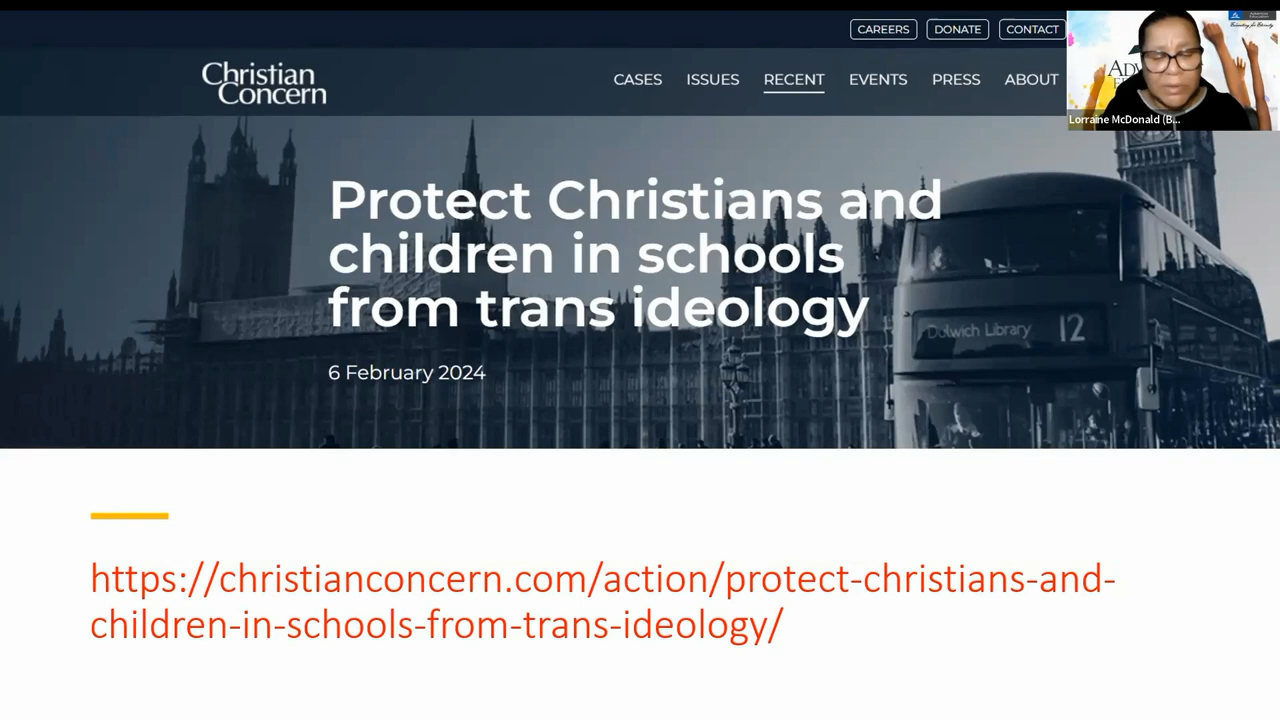 CAREERS DONATE CONTACT
Christian
Concern
CASES ISSUES RECENT EVENTS PRESS ABOUT
Lorraine McDonald (B...
Protect Christians and
children in schools
from trans ideology
6 February 2024
Dulwich Library 12
https://christianconcern.com/action/protect-christians-and-
children-in-schools-from-trans-ideology/